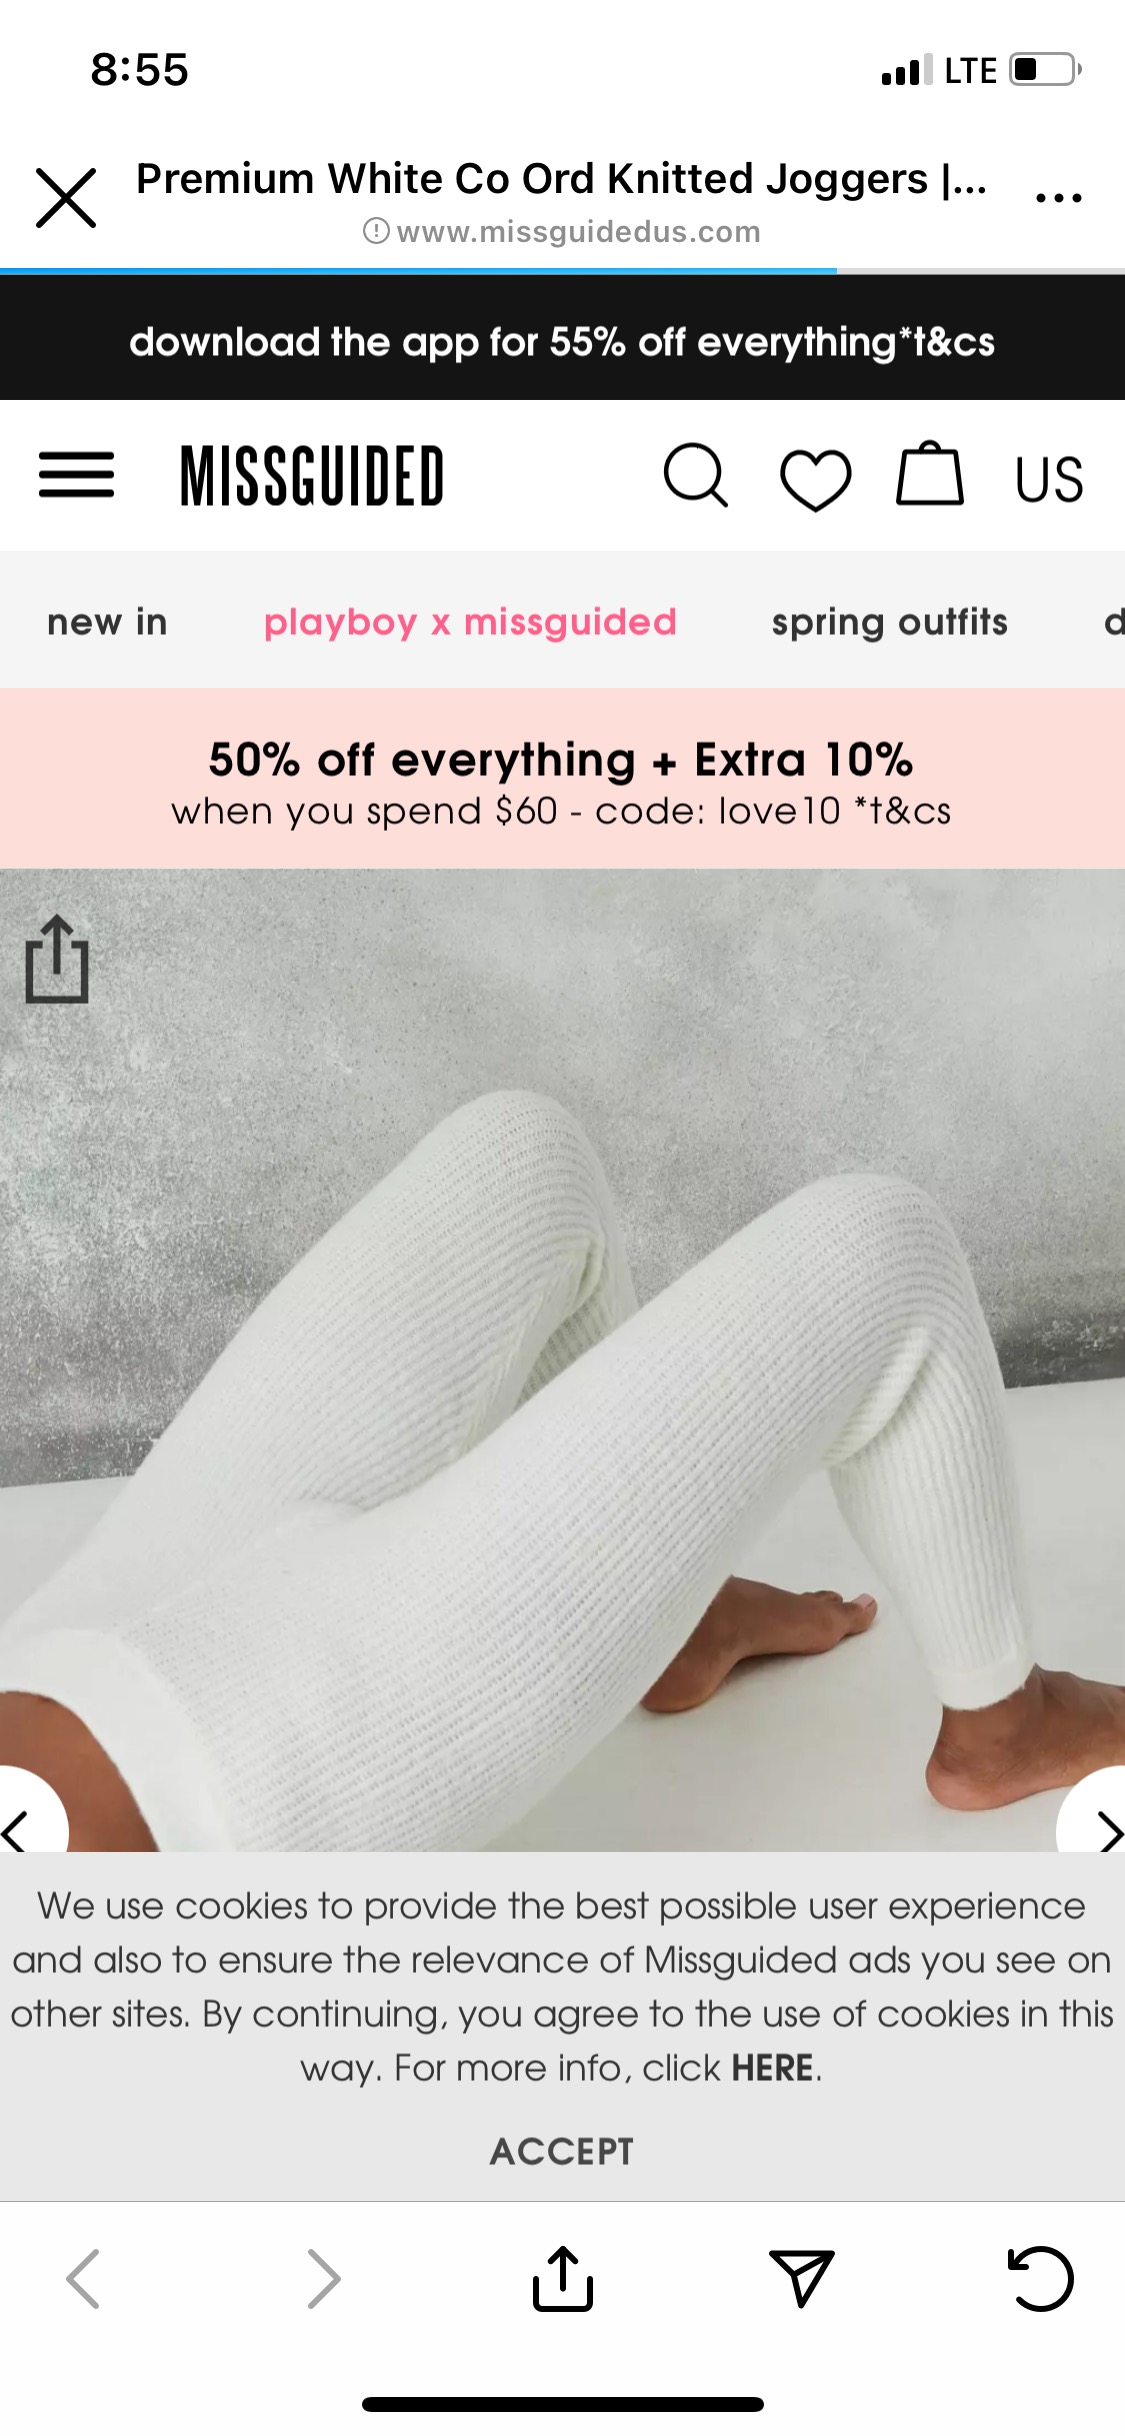 8:55
LTE
Premium White Co Ord Knitted Joggers |...
www.missguidedus.com
download the app for 55% off everything*t&cs
MISSGUIDED
US
new in playboy x missguided spring outfits d
50% off everything + Extra 10%
when you spend $60 - code: love10 *t&cs
We use cookies to provide the best possible user experience
and also to ensure the relevance of Missguided ads you see on
other sites. By continuing, you agree to the use of cookies in this
way. For more info, click HERE.
ACCEPT